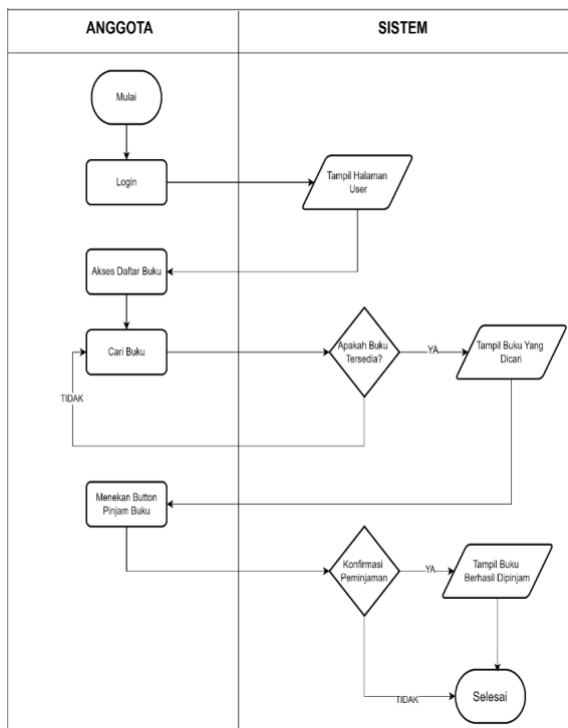 ANGGOTA
SISTEM
Mulai
Login
Tampil Halaman
User
Akses Daftar Buku
Cari Buku
Apakah Buku
Tersedia?
YA
Tampil Buku Yang
Dicari
TIDAK
Menekan Button
Pinjam Buku
Konfirmasi
Peminjaman
YA
Tampil Buku
Berhasil Dipinjam
TIDAK
Selesai